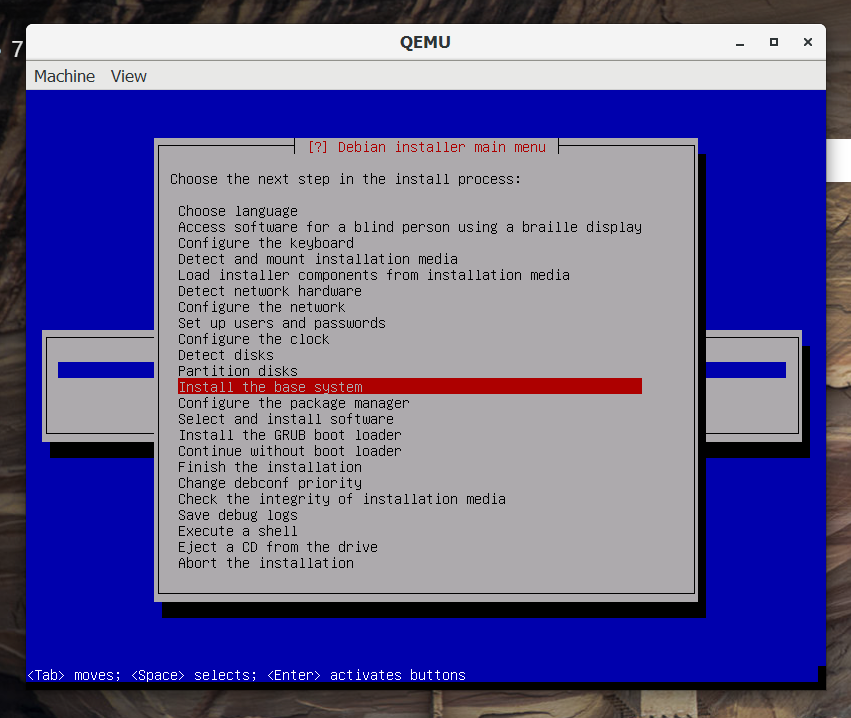 7
QEMU
Machine View
[?] Debian installer main menu
Choose the next step in the install process:
Choose language
Access software for a blind person using a braille display
Configure the keyboard
Detect and mount installation media
Load installer components from installation media
Detect network hardware
Configure the network
Set up users and passwords
Configure the clock
Detect disks
Partition disks
Install the base system
Configure the package manager
Select and install software
Install the GRUB boot loader
Continue without boot loader
Finish the installation
Change debconf priority
Check the integrity of installation media
Save debug logs
Execute a shell
Eject a CD from the drive
Abort the installation
<Tab> moves; <Space> selects; <Enter> activates buttons